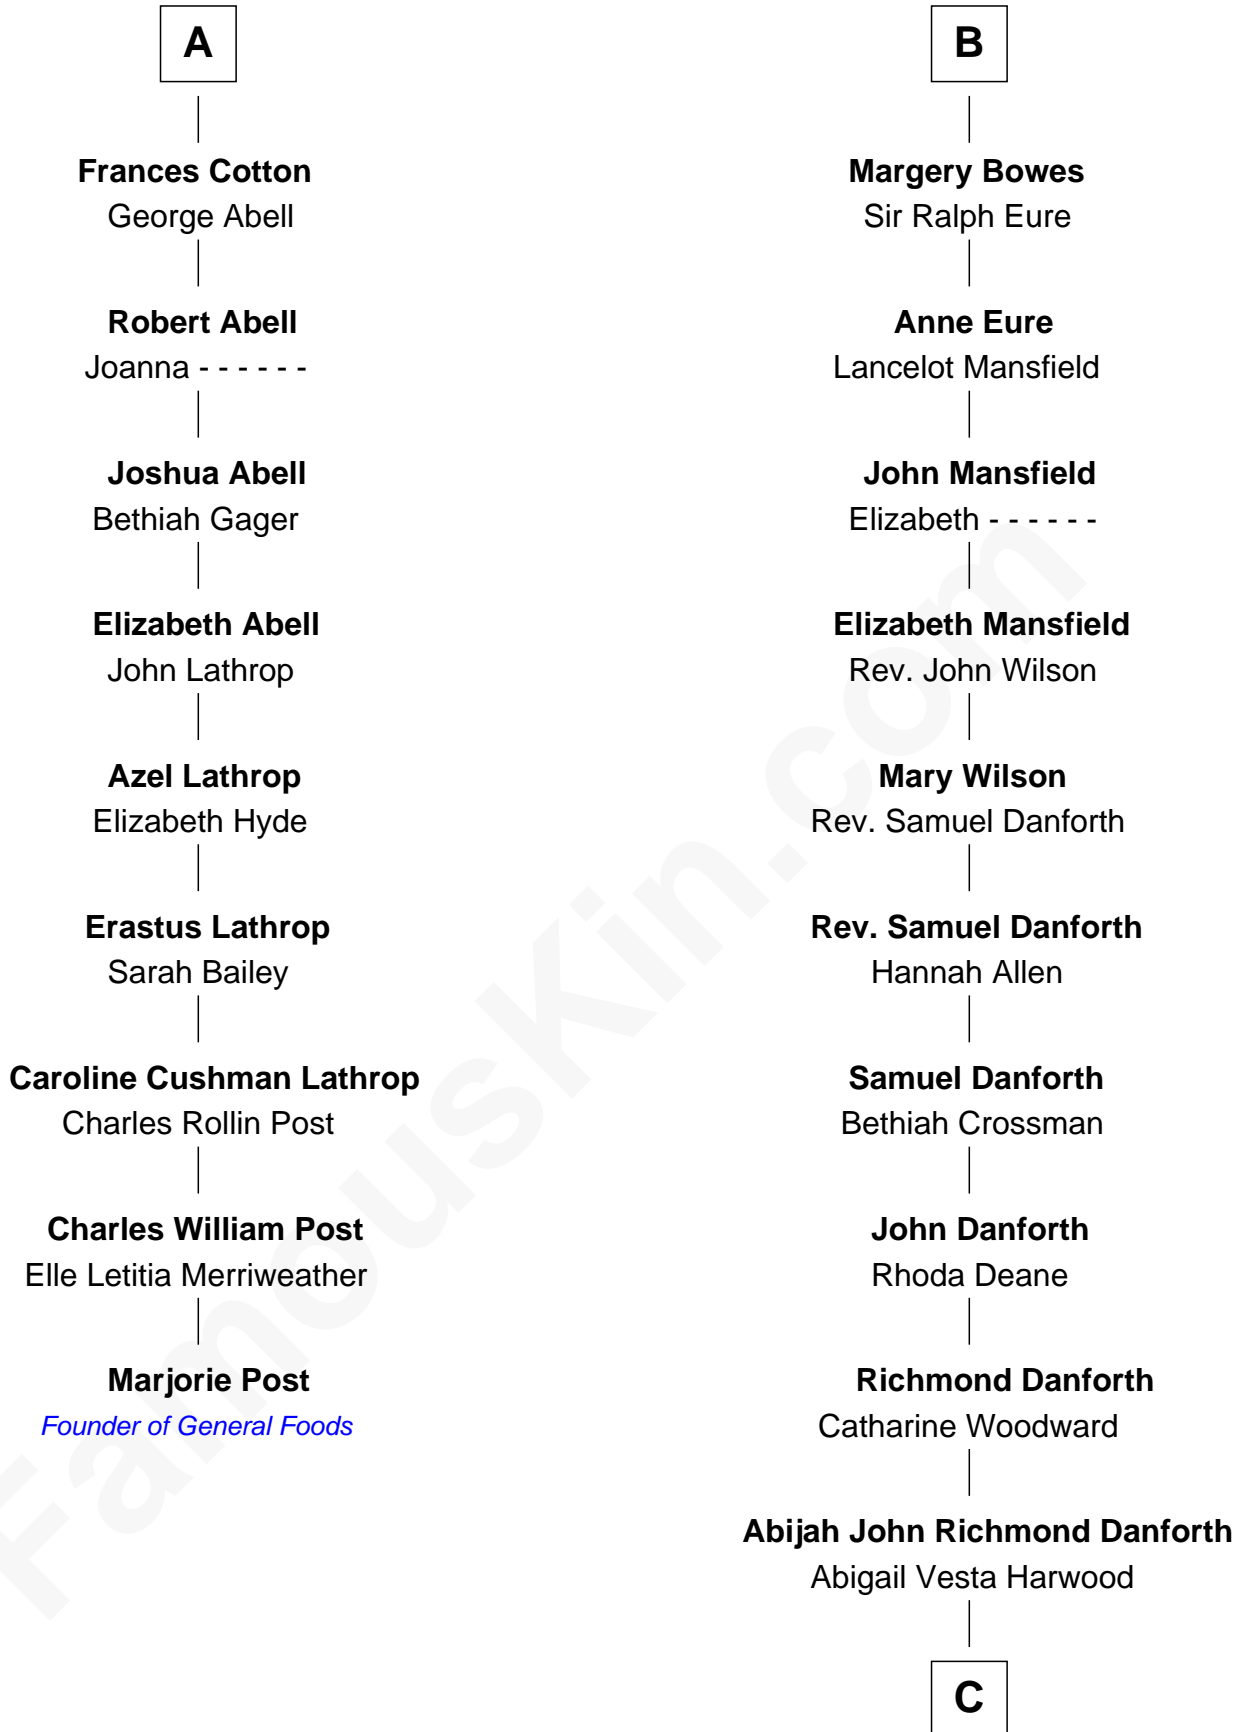 A
Frances Cotton
George Abell
Robert Abell
Joanna - - - - - -
Joshua Abell
Bethiah Gager
Elizabeth Abell
John Lathrop
Azel Lathrop
Elizabeth Hyde
Erastus Lathrop
Sarah Bailey
Caroline Cushman Lathrop
Charles Rollin Post
Charles William Post
Elle Letitia Merriweather
Marjorie Post
Founder of General Foods
B
Margery Bowes
Sir Ralph Eure
Anne Eure
Lancelot Mansfield
John Mansfield
Elizabeth - - - - - -
Elizabeth Mansfield
Rev. John Wilson
Mary Wilson
Rev. Samuel Danforth
Rev. Samuel Danforth
Hannah Allen
Samuel Danforth
Bethiah Crossman
John Danforth
Rhoda Deane
Richmond Danforth
Catharine Woodward
Abijah John Richmond Danforth
Abigail Vesta Harwood
C
FamousKin.com